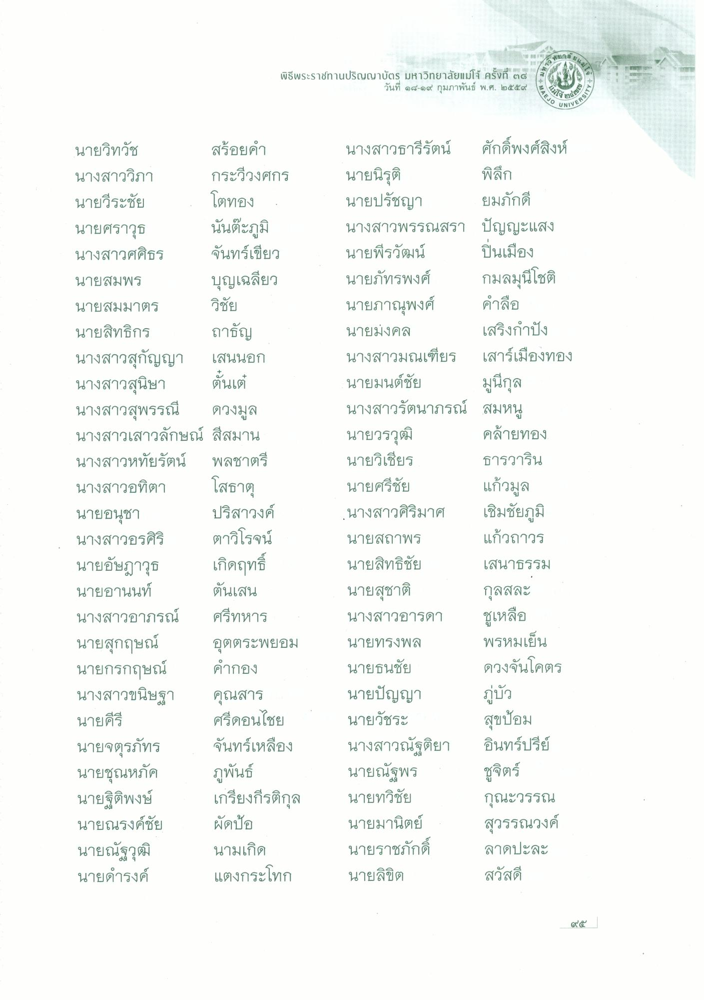 พิธีพระราชทานปริญญาบัตร มหาวิทยาลัยแม่โจ้ ครั้งที่ ๓๘
วันที่ ๑๘-๑๙ กุมภาพันธ์ พ.ศ. ๒๕๕๙
มหาวิทยาลัยแม่โจ้
แม่โจ้ ๒๔๗๗
MAEJO UNIVERSITY
นายวิทวัช สร้อยคำ
นางสาววิภา กระวีวงศกร
นายวีระชัย โตทอง
นายศราวุธ นันต๊ะภูมิ
นางสาวศศิธร จันทร์เขียว
นายสมพร บุญเฉลียว
นายสมมาตร วิชัย
นายสิทธิกร ถาธัญ
นางสาวสุกัญญา เสนนอก
นางสาวสุนิษา ตั๋นเต๋
นางสาวสุพรรณี ดวงมูล
นางสาวเสาวลักษณ์ สีสมาน
นางสาวหทัยรัตน์ พลชาตรี
นางสาวอทิตา โสธาตุ
นายอนุชา ปริสาวงค์
นางสาวอรศิริ ตาวิโรจน์
นายอัษฎาวุธ เกิดฤทธิ์
นายอานนท์ ตันเสน
นางสาวอาภรณ์ ศรีทหาร
นายสุกฤษณ์ อุตตระพยอม
นายกรกฤษณ์ คำกอง
นางสาวขนิษฐา คุณสาร
นายคีรี ศรีดอนไชย
นายจตุรภัทร จันทร์เหลือง
นายชุณหภัค ภูพันธ์
นายฐิติพงษ์ เกรียงกีรติกุล
นายณรงค์ชัย ผัดป้อ
นายณัฐวุฒิ นามเกิด
นายดำรงค์ แตงกระโทก
นางสาวธารีรัตน์ ศักดิ์พงศ์สิงห์
นายนิรุติ พิลึก
นายปรัชญา ยมภักดี
นางสาวพรรณสรา ปัญญะแสง
นายพีรวัฒน์ ปิ่นเมือง
นายภัทรพงศ์ กมลมุนีโชติ
นายภาณุพงศ์ คำลือ
นายมงคล เสริงกำปัง
นางสาวมณเฑียร เสาร์เมืองทอง
นายมนต์ชัย มูนีกุล
นางสาวรัตนาภรณ์ สมหนู
นายวรวุฒิ คล้ายทอง
นายวิเชียร ธารวาริน
นายศรีชัย แก้วมูล
นางสาวศิริมาศ เชิมชัยภูมิ
นายสถาพร แก้วถาวร
นายสิทธิชัย เสนาธรรม
นายสุชาติ กุลสละ
นางสาวอารดา ชูเหลือ
นายทรงพล พรหมเย็น
นายธนชัย ดวงจันโคตร
นายปัญญา ภู่บัว
นายวัชระ สุขป้อม
นางสาวณัฐติยา อินทร์ปรีย์
นายณัฐพร ชูจิตร์
นายทวิชัย กุณะวรรณ
นายมานิตย์ สุวรรณวงค์
นายราชภักดิ์ ลาดปะละ
นายลิขิต สวัสดี
๙๕